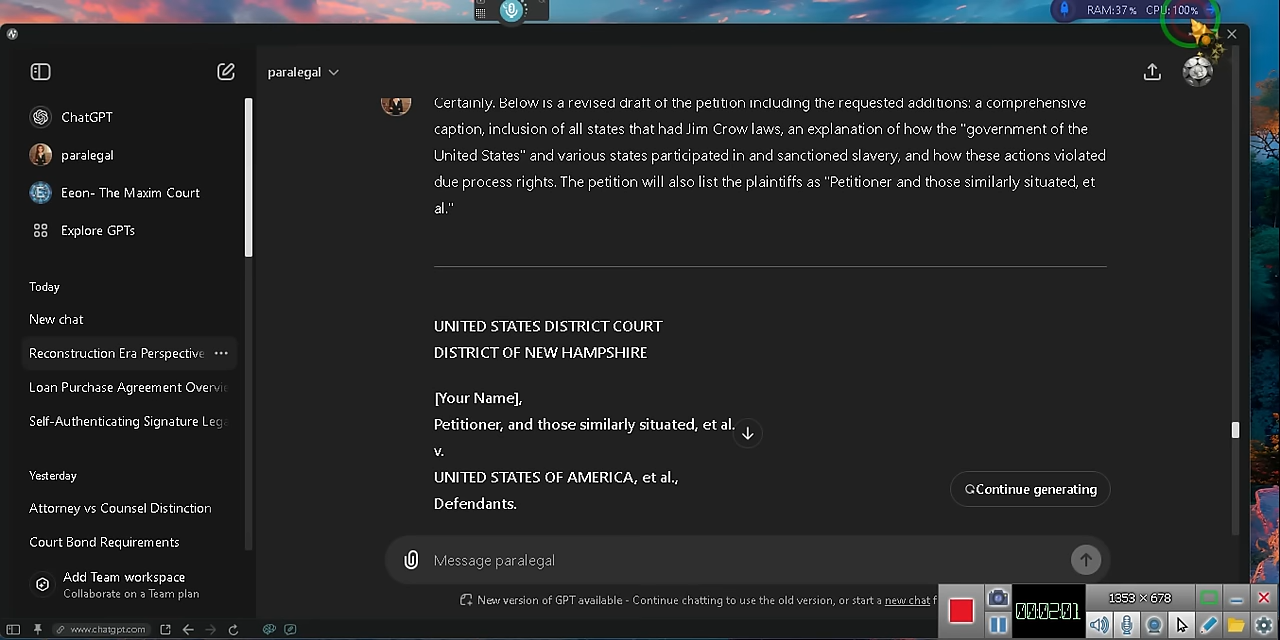 RAM:37% CPU:100%
paralegal
ChatGPT
paralegal
Eeon- The Maxim Court
Explore GPTs
Today
New chat
Reconstruction Era Perspective
Loan Purchase Agreement Overvi
Self-Authenticating Signature Lega
Yesterday
Attorney vs Counsel Distinction
Court Bond Requirements
Add Team workspace
Collaborate on a Team plan
www.chatgpt.com
Certainly. Below is a revised draft of the petition including the requested additions: a comprehensive
caption, inclusion of all states that had Jim Crow laws, an explanation of how the "government of the
United States" and various states participated in and sanctioned slavery, and how these actions violated
due process rights. The petition will also list the plaintiffs as "Petitioner and those similarly situated, et
al."
UNITED STATES DISTRICT COURT
DISTRICT OF NEW HAMPSHIRE
[Your Name],
Petitioner, and those similarly situated, et al.
v.
UNITED STATES OF AMERICA, et al.,
Defendants.
Continue generating
Message paralegal
New version of GPT available - Continue chatting to use the old version, or start a new chat f
1353 x 678
00:02:01